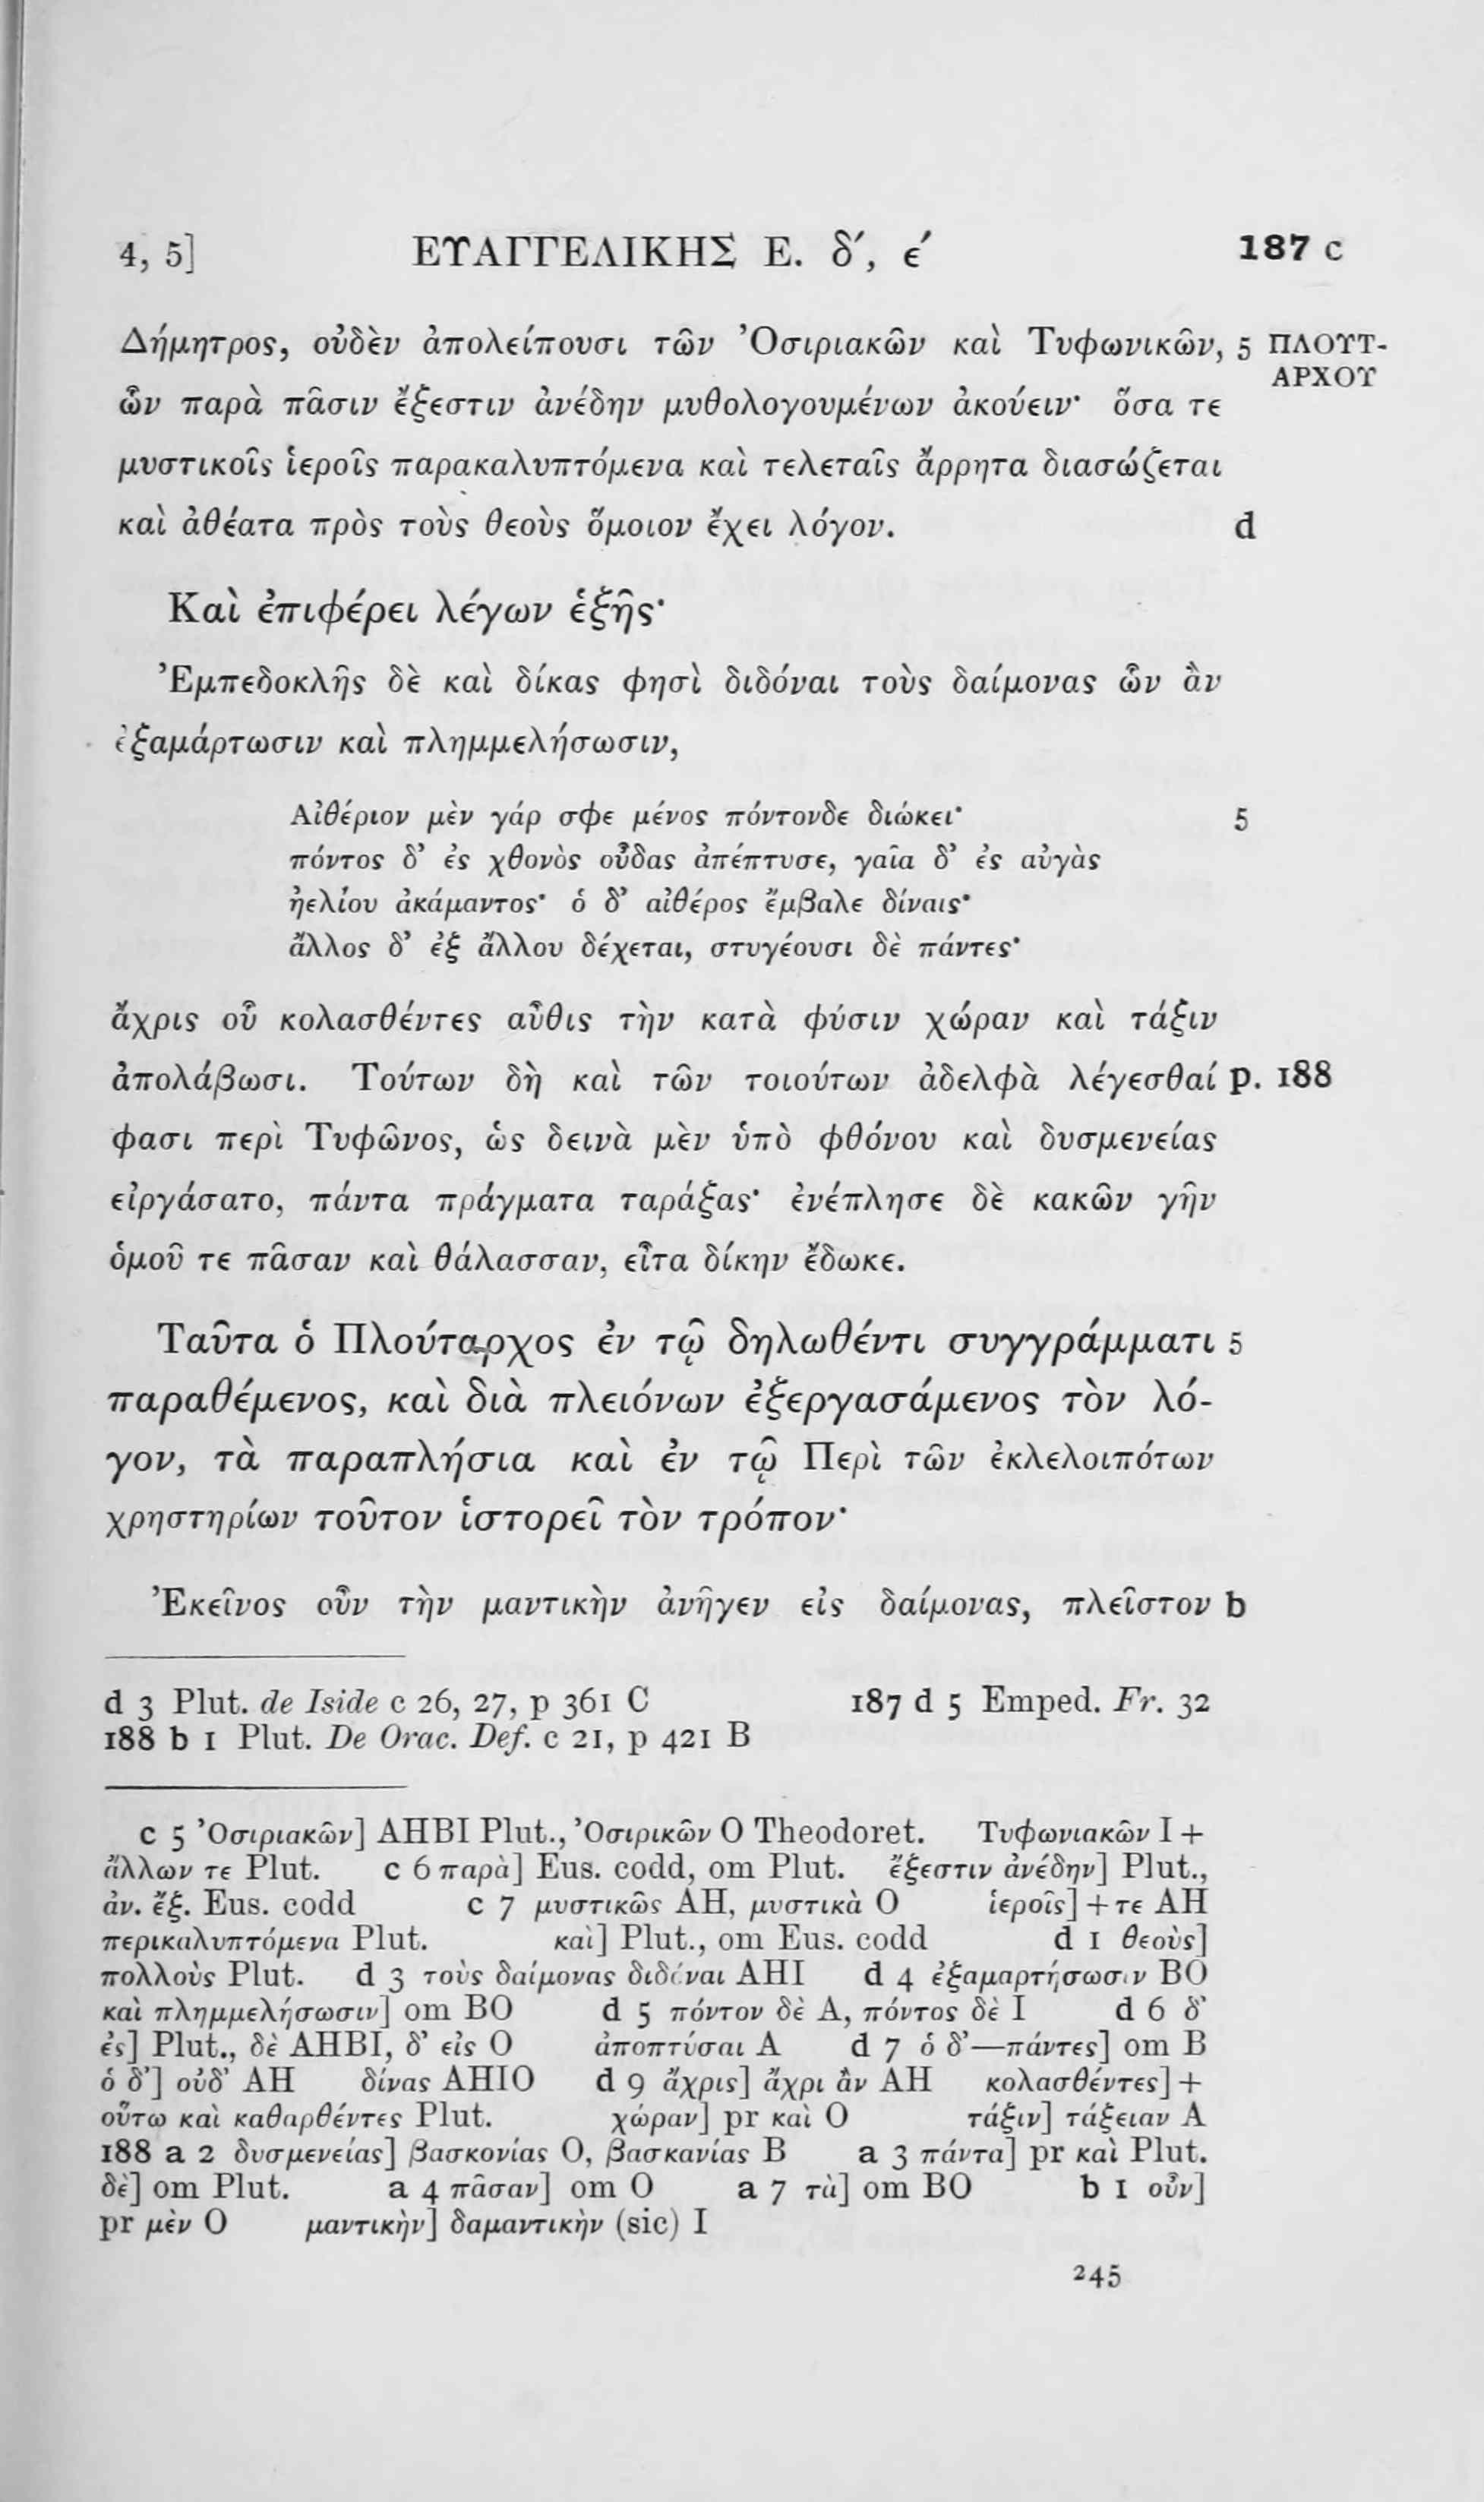 4, 5] ΕΥΑΓΓΕΛΙΚΗΣ Ε. δ′, ε′ 187 c
Δήμητρος, οὐδὲν ἀπολείπουσι τῶν Ὀσιριακῶν καὶ Τυφωνικῶν, 5 ΠΛΟΥΤ-
ΑΡΧΟΥ
ὧν παρὰ πᾶσιν ἔξεστιν ἀνέδην μυθολογουμένων ἀκούειν· ὅσα τε
μυστικοῖς ἱεροῖς παρακαλυπτόμενα καὶ τελεταῖς ἄρρητα διασώζεται
καὶ ἀθέατα πρὸς τοὺς θεοὺς ὅμοιον ἔχει λόγον. d
Καὶ ἐπιφέρει λέγων ἑξῆς·
Ἐμπεδοκλῆς δὲ καὶ δίκας φησὶ διδόναι τοὺς δαίμονας ὧν ἂν
ἐξαμάρτωσιν καὶ πλημμελήσωσιν,
Αἰθέριον μὲν γάρ σφε μένος πόντονδε διώκει· 5
πόντος δ’ ἐς χθονὸς οὖδας ἀπέπτυσε, γαῖα δ’ ἐς αὐγὰς
ἠελίου ἀκάμαντος· ὁ δ’ αἰθέρος ἔμβαλε δίναις·
ἄλλος δ’ ἐξ ἄλλου δέχεται, στυγέουσι δὲ πάντες·
ἄχρις οὗ κολασθέντες αὖθις τὴν κατὰ φύσιν χώραν καὶ τάξιν
ἀπολάβωσι. Τούτων δὴ καὶ τῶν τοιούτων ἀδελφὰ λέγεσθαί p. 188
φασι περὶ Τυφῶνος, ὡς δεινὰ μὲν ὑπὸ φθόνου καὶ δυσμενείας
εἰργάσατο, πάντα πράγματα ταράξας· ἐνέπλησε δὲ κακῶν γῆν
ὁμοῦ τε πᾶσαν καὶ θάλασσαν, εἶτα δίκην ἔδωκε.
Ταῦτα ὁ Πλούταρχος ἐν τῷ δηλωθέντι συγγράμματι 5
παραθέμενος, καὶ διὰ πλειόνων ἐξεργασάμενος τὸν λό-
γον, τὰ παραπλήσια καὶ ἐν τῷ Περὶ τῶν ἐκλελοιπότων
χρηστηρίων τοῦτον ἱστορεῖ τὸν τρόπον·
Ἐκεῖνος οὖν τὴν μαντικὴν ἀνῆγεν εἰς δαίμονας, πλεῖστον b
d 3 Plut. de Iside c 26, 27, p 361 C 187 d 5 Emped. Fr. 32
188 b 1 Plut. De Orac. Def. c 21, p 421 B
c 5 Ὀσιριακῶν] AHBI Plut., Ὀσιρικῶν O Theodoret. Τυφωνιακῶν I +
ἄλλων τε Plut. c 6 παρὰ] Eus. codd, om Plut. ἔξεστιν ἀνέδην] Plut.,
ἀν. ἔξ. Eus. codd c 7 μυστικῶς AH, μυστικὰ O ἱεροῖς] + τε AH
περικαλυπτόμενα Plut. καὶ] Plut., om Eus. codd d 1 θεοὺς]
πολλοὺς Plut. d 3 τοὺς δαίμονας διδόναι AHI d 4 ἐξαμαρτήσωσιν BO
καὶ πλημμελήσωσιν] om BO d 5 πόντον δὲ A, πόντος δὲ I d 6 δ’
ἐς] Plut., δὲ AHBI, δ’ εἰς O ἀποπτύσαι A d 7 ὁ δ’—πάντες] om B
ὁ δ’] οὐδ’ AH δίνας AHIO d 9 ἄχρις] ἄχρι ἂν AH κολασθέντες] +
οὕτω καὶ καθαρθέντες Plut. χώραν] pr καὶ O τάξιν] τάξειαν A
188 a 2 δυσμενείας] βασκονίας O, βασκανίας B a 3 πάντα] pr καὶ Plut.
δὲ] om Plut. a 4 πᾶσαν] om O a 7 τὰ] om BO b 1 οὖν]
pr μὲν O μαντικὴν] δαμαντικὴν (sic) I
245